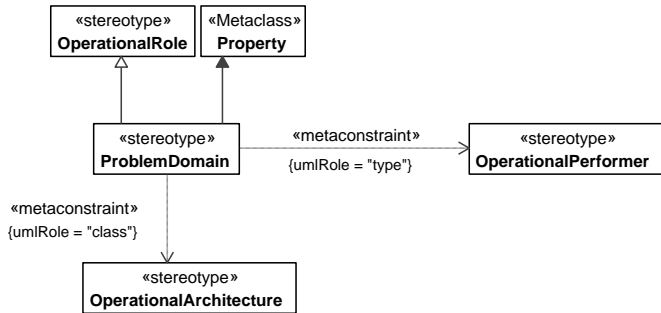 «stereotype»
OperationalRole
«Metaclass»
Property
«stereotype»
ProblemDomain
«metaconstraint»
{umlRole = "type"}
«stereotype»
OperationalPerformer
«metaconstraint»
{umlRole = "class"}
«stereotype»
OperationalArchitecture